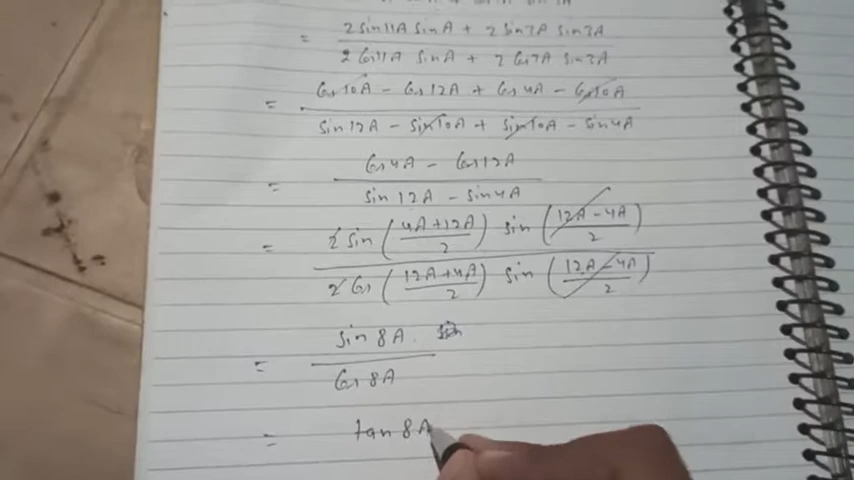 = (2 Sin 11A Sin A + 2 Sin 7A Sin 3A) / (2 Cos 11A Sin A + 2 Cos 7A Sin 3A)
= (Cos 10A - Cos 12A + Cos 4A - Cos 10A) / (Sin 12A - Sin 10A + Sin 10A - Sin 4A)
= (Cos 4A - Cos 12A) / (Sin 12A - Sin 4A)
= (2 Sin ((4A+12A)/2) Sin ((12A-4A)/2)) / (2 Cos ((12A+4A)/2) Sin ((12A-4A)/2))
= Sin 8A / Cos 8A
= tan 8A